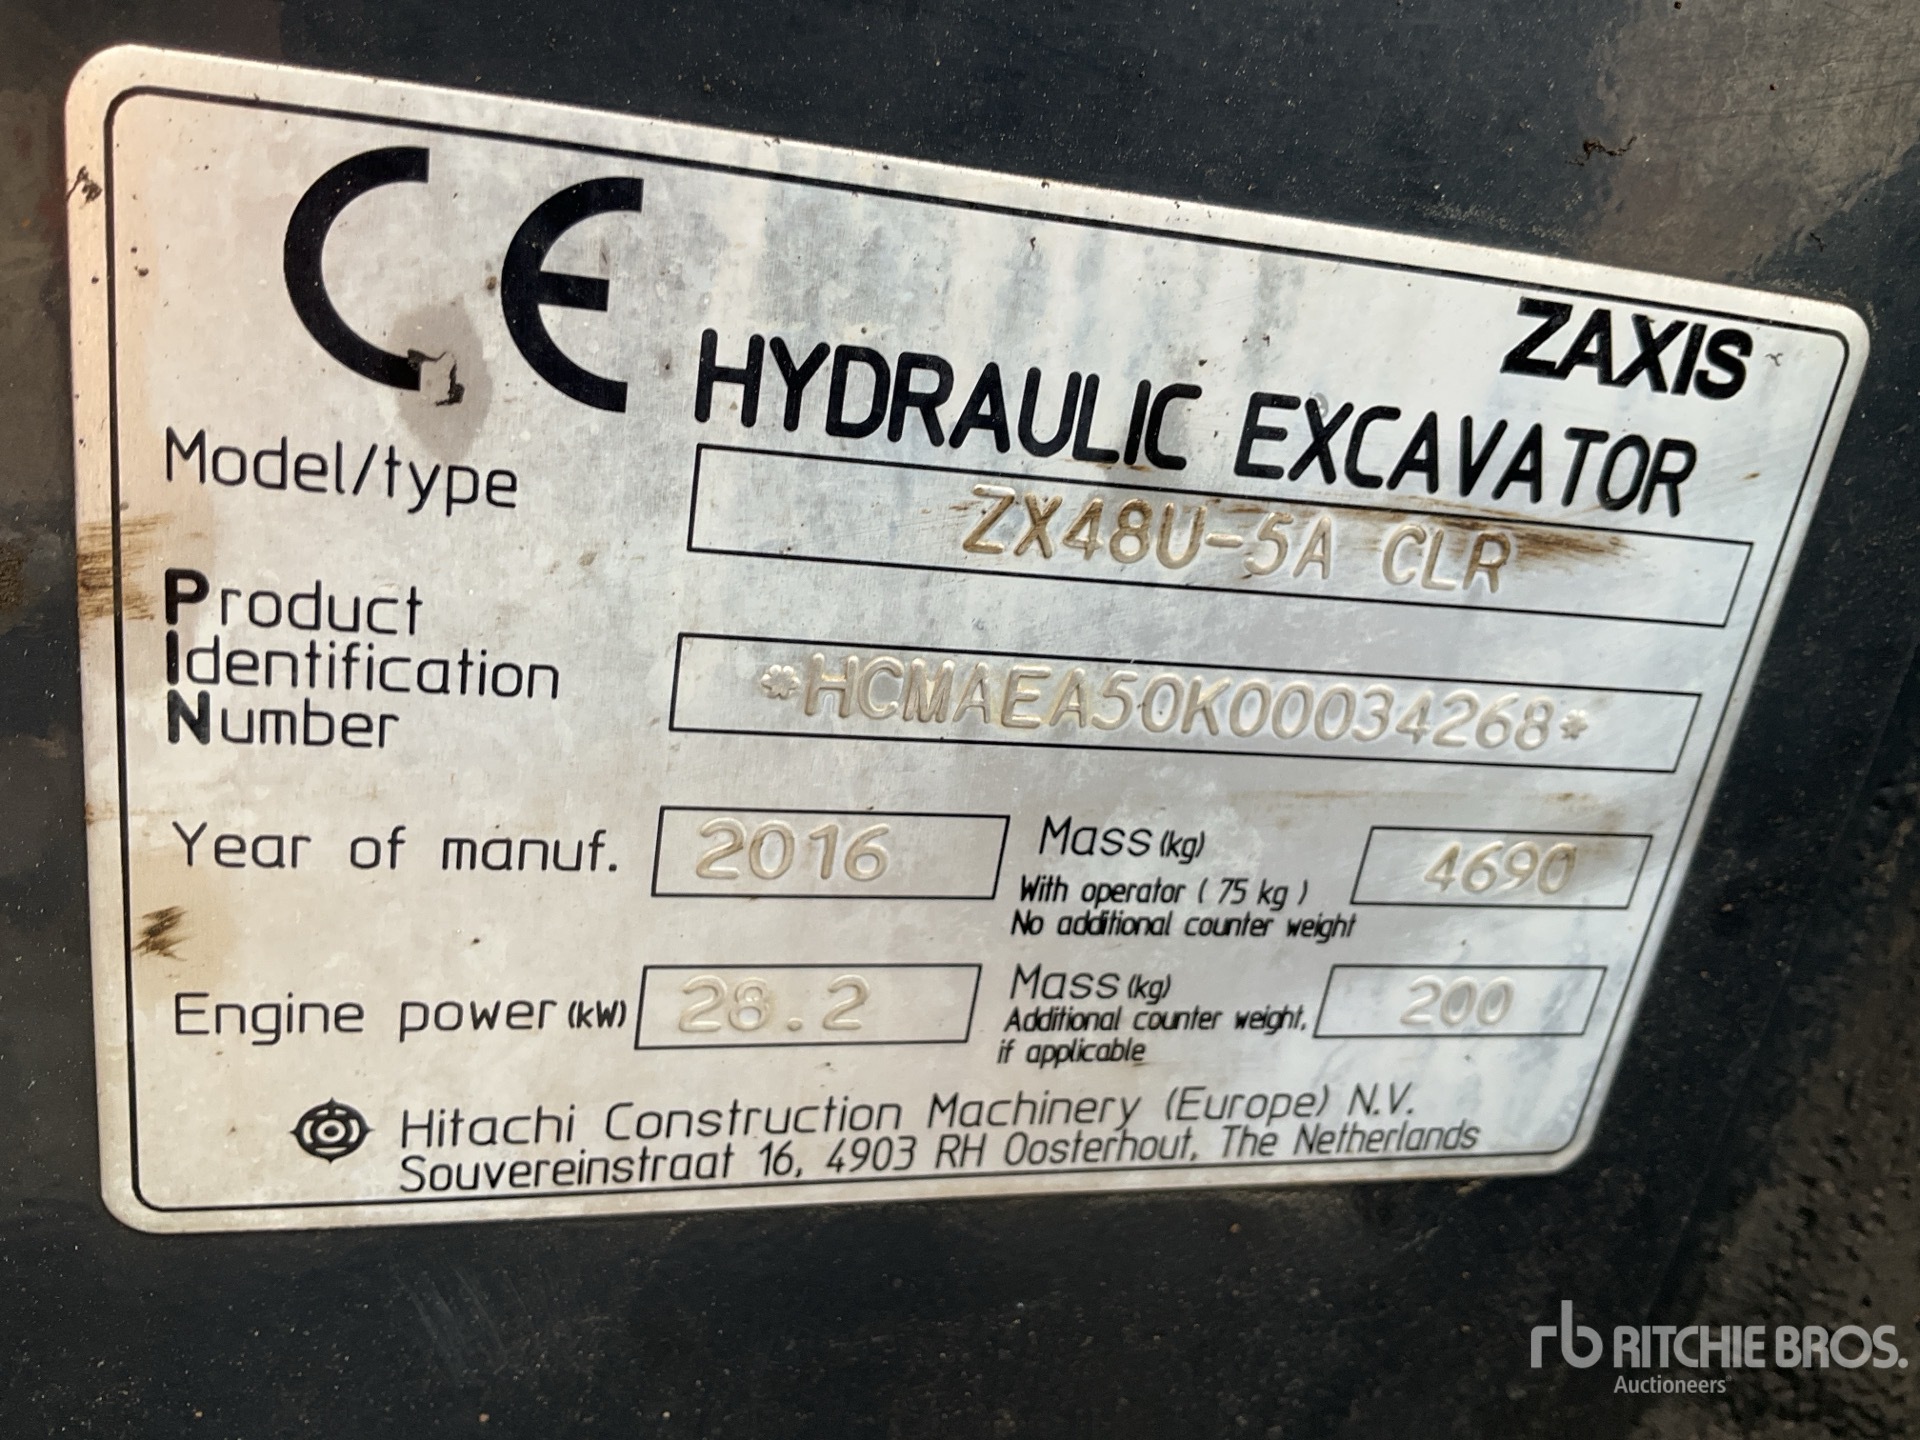 CE
ZAXIS
HYDRAULIC EXCAVATOR
Model/type ZX48U-5A CLR
Product
Identification
Number *HCMAEA50K00034268*
Year of manuf. 2016 Mass (kg) 4690
With operator ( 75 kg )
No additional counter weight
Engine power (kW) 28.2 Mass (kg) 200
Additional counter weight,
if applicable
Hitachi Construction Machinery (Europe) N.V.
Souvereinstraat 16, 4903 RH Oosterhout, The Netherlands
rb RITCHIE BROS.
Auctioneers